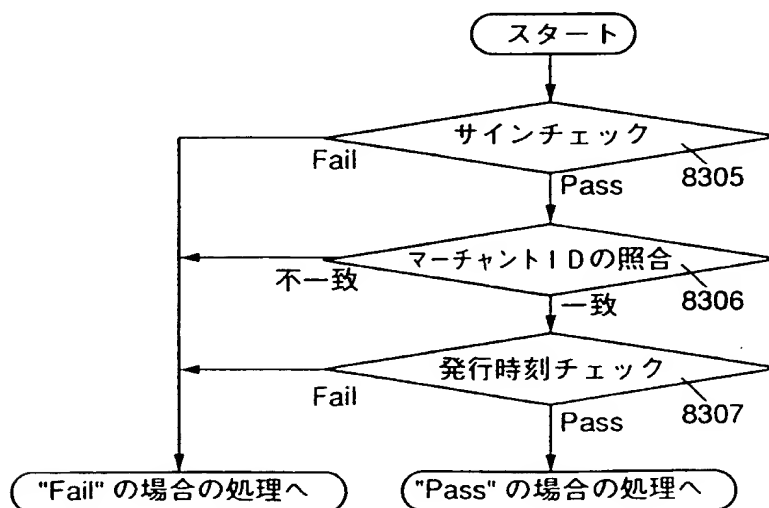 スタート
サインチェック
Fail
8305
Pass
マーチャントIDの照合
不一致
8306
一致
発行時刻チェック
Fail
8307
Pass
"Fail" の場合の処理へ
"Pass" の場合の処理へ